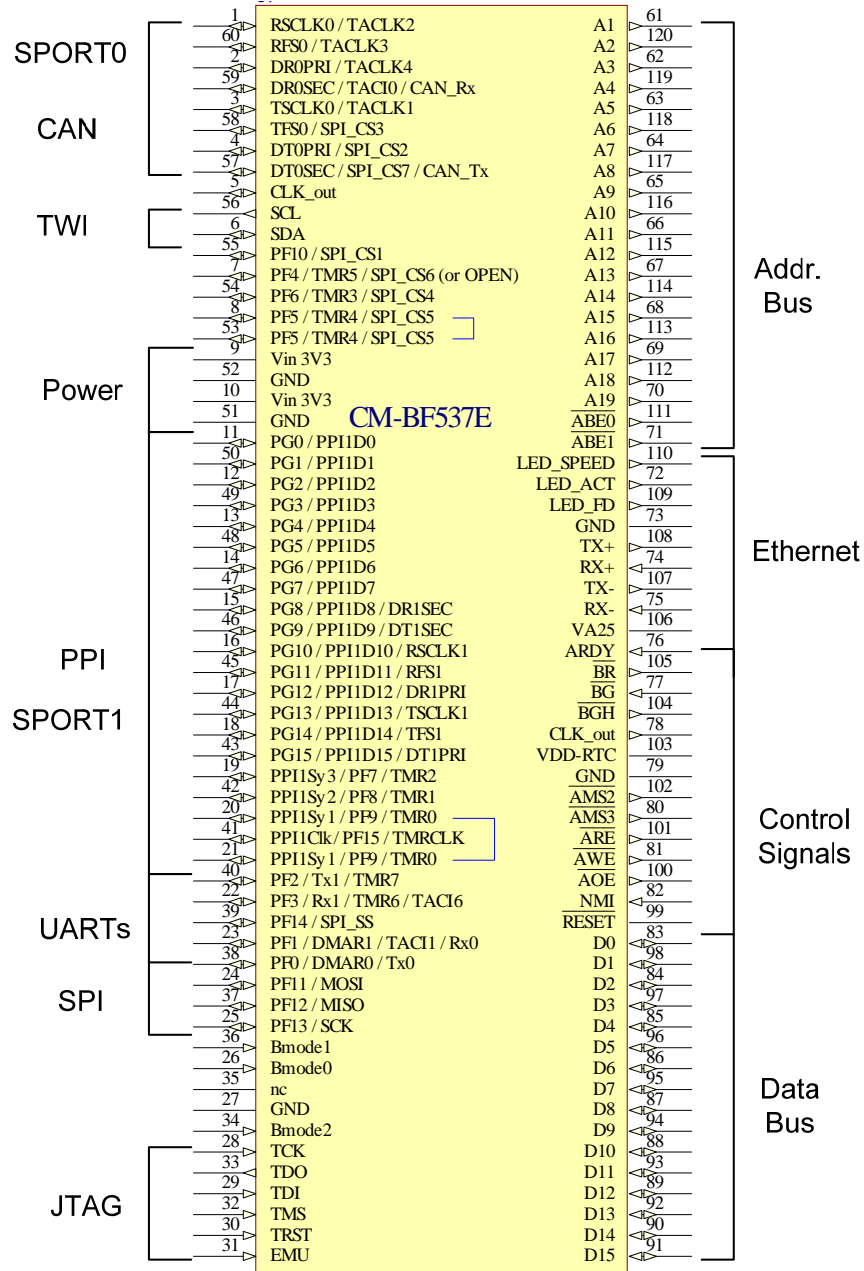 SPORT0
CAN
TWI
Power
PPI
SPORT1
UARTs
SPI
JTAG
1 RSCLK0 / TACLK2 A1 61
60 RFS0 / TACLK3 A2 120
2 DR0PRI / TACLK4 A3 62
59 DR0SEC / TACI0 / CAN_Rx A4 119
3 TSCLK0 / TACLK1 A5 63
58 TFS0 / SPI_CS3 A6 118
4 DT0PRI / SPI_CS2 A7 64
57 DT0SEC / SPI_CS7 / CAN_Tx A8 117
5 CLK_out A9 65
56 SCL A10 116
6 SDA A11 66
55 PF10 / SPI_CS1 A12 115
7 PF4 / TMR5 / SPI_CS6 (or OPEN) A13 67
54 PF6 / TMR3 / SPI_CS4 A14 114
8 PF5 / TMR4 / SPI_CS5 A15 68
53 PF5 / TMR4 / SPI_CS5 A16 113
9 Vin 3V3 A17 69
52 GND A18 112
10 Vin 3V3 A19 70
51 GND CM-BF537E ABE0 111
11 PG0 / PPI1D0 ABE1 71
50 PG1 / PPI1D1 LED_SPEED 110
12 PG2 / PPI1D2 LED_ACT 72
49 PG3 / PPI1D3 LED_FD 109
13 PG4 / PPI1D4 GND 73
48 PG5 / PPI1D5 TX+ 108
14 PG6 / PPI1D6 RX+ 74
47 PG7 / PPI1D7 TX- 107
15 PG8 / PPI1D8 / DR1SEC RX- 75
46 PG9 / PPI1D9 / DT1SEC VA25 106
16 PG10 / PPI1D10 / RSCLK1 ARDY 76
45 PG11 / PPI1D11 / RFS1 BR 105
17 PG12 / PPI1D12 / DR1PRI BG 77
44 PG13 / PPI1D13 / TSCLK1 BGH 104
18 PG14 / PPI1D14 / TFS1 CLK_out 78
43 PG15 / PPI1D15 / DT1PRI VDD-RTC 103
19 PPI1Sy3 / PF7 / TMR2 GND 79
42 PPI1Sy2 / PF8 / TMR1 AMS2 102
20 PPI1Sy1 / PF9 / TMR0 AMS3 80
41 PPI1Clk / PF15 / TMRCLK ARE 101
21 PPI1Sy1 / PF9 / TMR0 AWE 81
40 PF2 / Tx1 / TMR7 AOE 100
22 PF3 / Rx1 / TMR6 / TACI6 NMI 82
39 PF14 / SPI_SS RESET 99
23 PF1 / DMAR1 / TACI1 / Rx0 D0 83
38 PF0 / DMAR0 / Tx0 D1 98
24 PF11 / MOSI D2 84
37 PF12 / MISO D3 97
25 PF13 / SCK D4 85
36 Bmode1 D5 96
26 Bmode0 D6 86
35 nc D7 95
27 GND D8 87
34 Bmode2 D9 94
28 TCK D10 88
33 TDO D11 93
29 TDI D12 89
32 TMS D13 92
30 TRST D14 90
31 EMU D15 91
Addr.
Bus
Ethernet
Control
Signals
Data
Bus